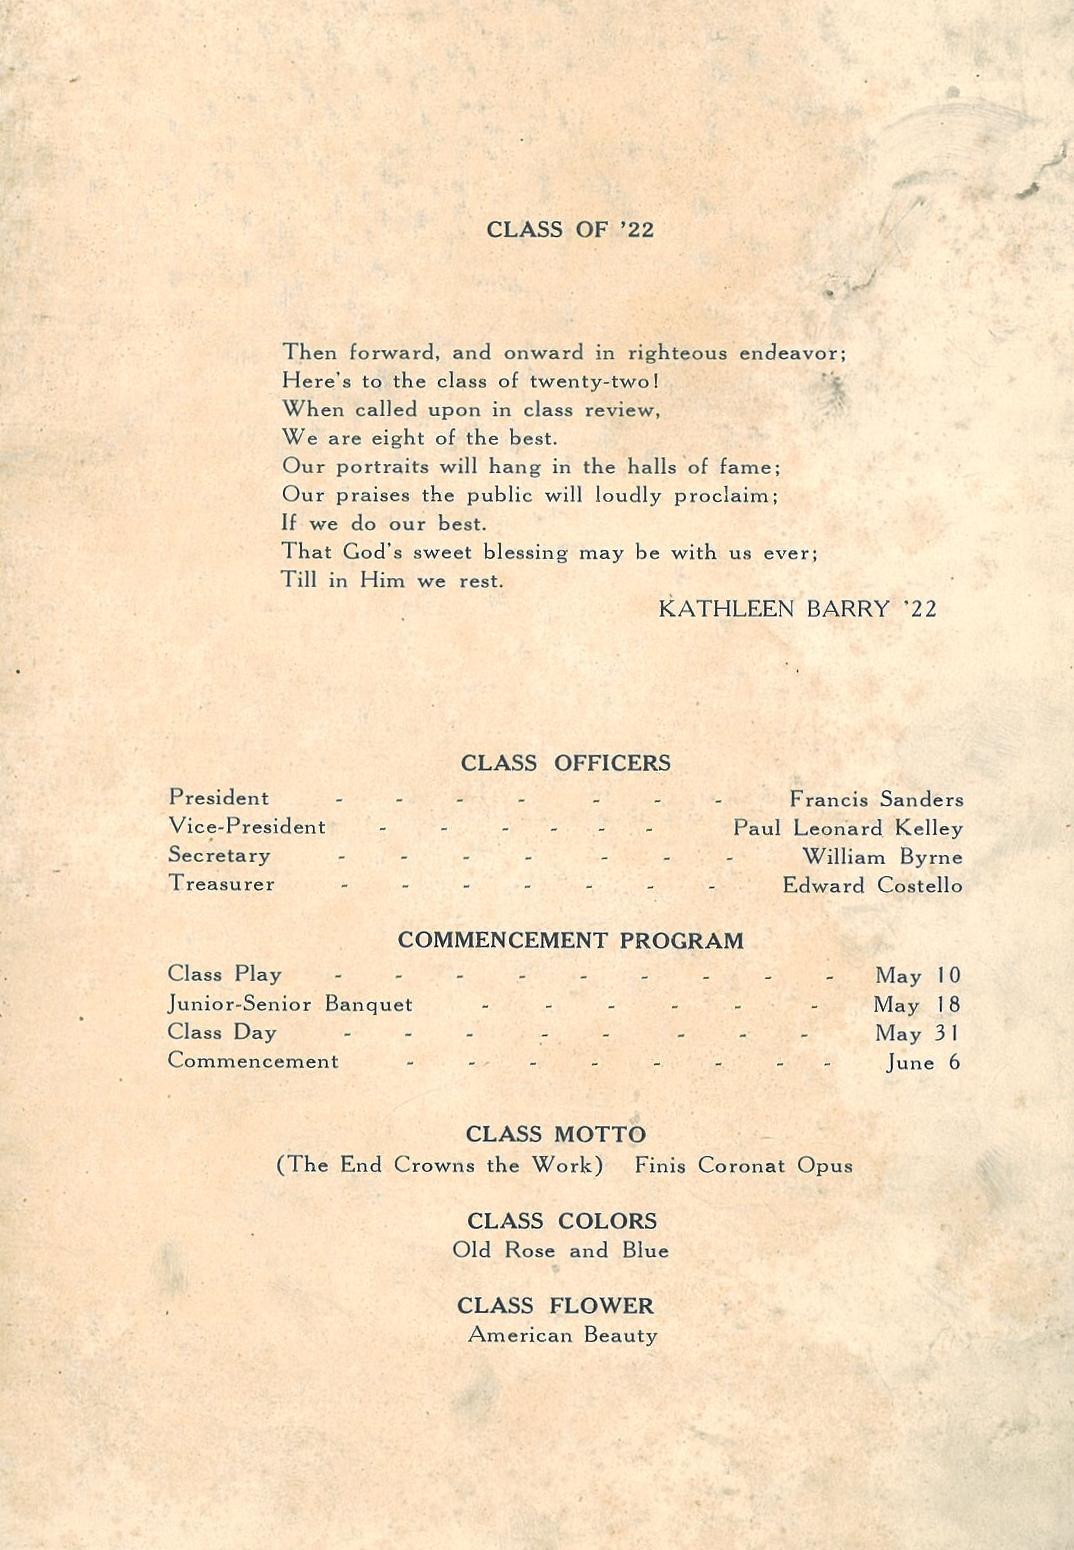 CLASS OF '22
Then forward, and onward in righteous endeavor;
Here's to the class of twenty-two!
When called upon in class review,
We are eight of the best.
Our portraits will hang in the halls of fame;
Our praises the public will loudly proclaim;
If we do our best.
That God's sweet blessing may be with us ever;
Till in Him we rest.
KATHLEEN BARRY '22
CLASS OFFICERS
President - - - - - - - Francis Sanders
Vice-President - - - - - - Paul Leonard Kelley
Secretary - - - - - - - William Byrne
Treasurer - - - - - - - Edward Costello
COMMENCEMENT PROGRAM
Class Play - - - - - - - - - May 10
Junior-Senior Banquet - - - - - - May 18
Class Day - - - - - - - - May 31
Commencement - - - - - - - - June 6
CLASS MOTTO
(The End Crowns the Work) Finis Coronat Opus
CLASS COLORS
Old Rose and Blue
CLASS FLOWER
American Beauty